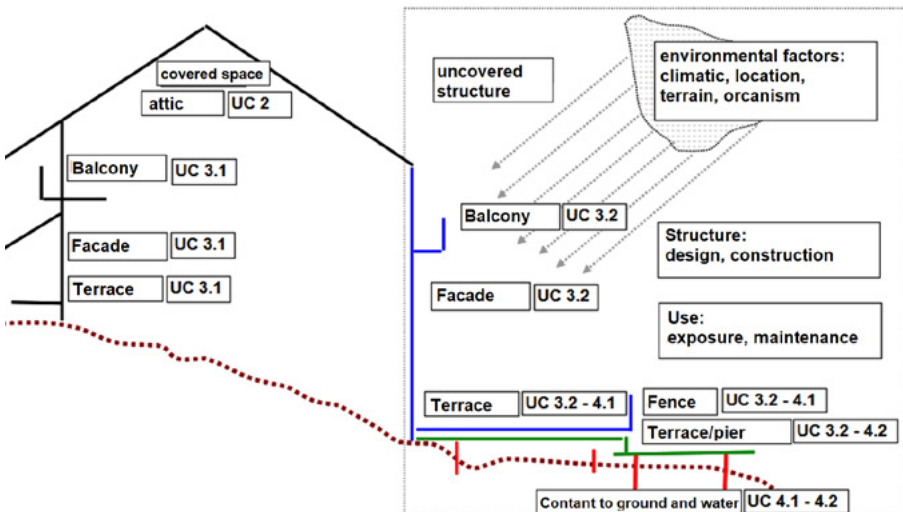 covered space
attic UC 2
Balcony UC 3.1
Facade UC 3.1
Terrace UC 3.1
uncovered
structure
environmental factors:
climatic, location,
terrain, orcanism
Balcony UC 3.2
Facade UC 3.2
Structure:
design, construction
Use:
exposure, maintenance
Terrace UC 3.2 - 4.1
Fence UC 3.2 - 4.1
Terrace/pier UC 3.2 - 4.2
Contant to ground and water UC 4.1 - 4.2